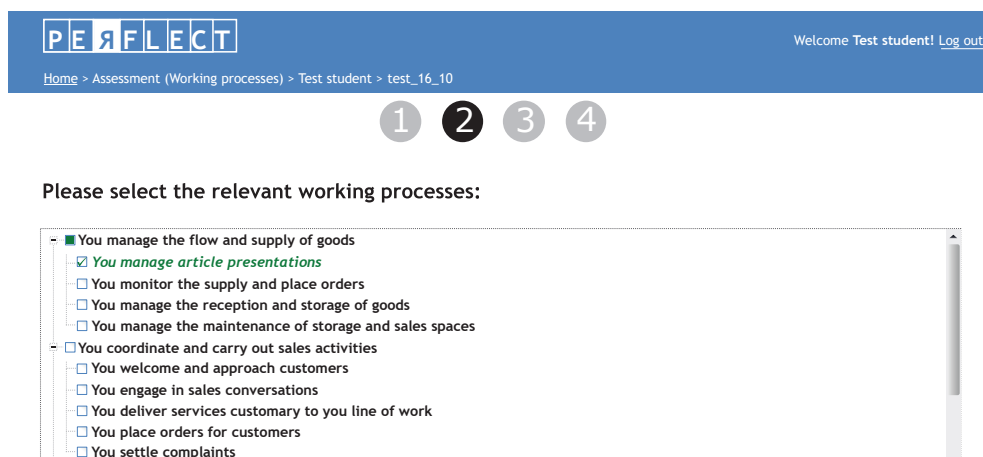 PEЯFLECT
Welcome Test student! Log out
Home > Assessment (Working processes) > Test student > test_16_10
1 2 3 4
Please select the relevant working processes:
You manage the flow and supply of goods
You manage article presentations
You monitor the supply and place orders
You manage the reception and storage of goods
You manage the maintenance of storage and sales spaces
You coordinate and carry out sales activities
You welcome and approach customers
You engage in sales conversations
You deliver services customary to you line of work
You place orders for customers
You settle complaints